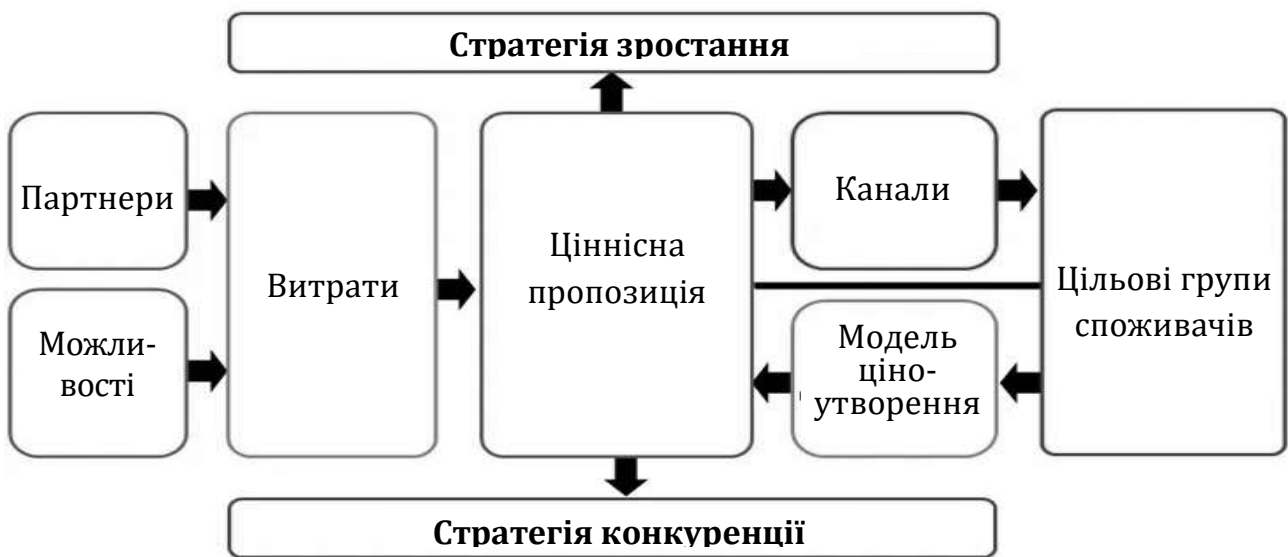 Стратегія зростання
Партнери
Можли-
вості
Витрати
Ціннісна
пропозиція
Канали
Модель
ціно-
утворення
Цільові групи
споживачів
Стратегія конкуренції